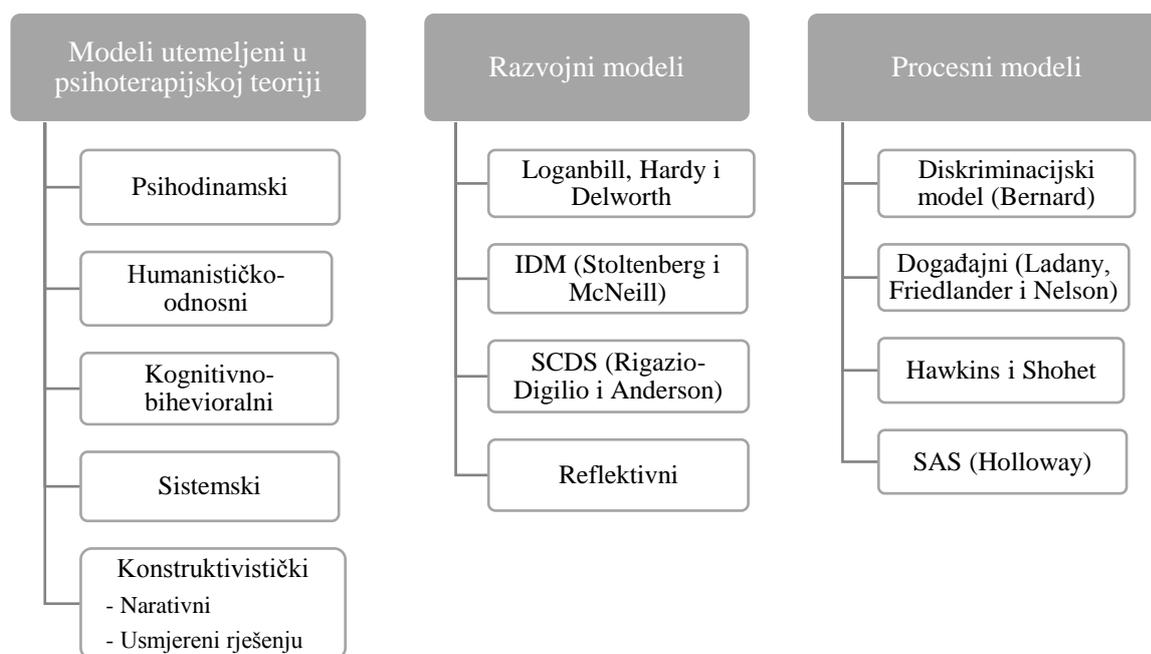 Modeli utemeljeni u
psihoterapijskoj teoriji
Psihodinamski
Humanističko-
odnosni
Kognitivno-
bihevioralni
Sistemski
Konstruktivistički
- Narativni
- Usmjereni rješenju
Razvojni modeli
Loganbill, Hardy i
Delworth
IDM (Stoltenberg i
McNeill)
SCDS (Rigazio-
Digilio i Anderson)
Reflektivni
Procesni modeli
Diskriminacijski
model (Bernard)
Događajni (Ladany,
Friedlander i Nelson)
Hawkins i Shohet
SAS (Holloway)